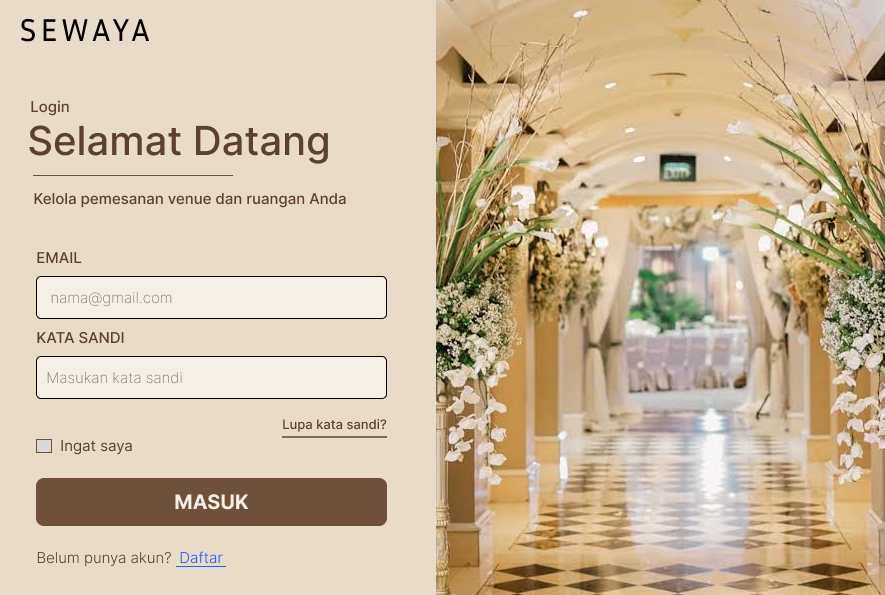 SEWAYA
Login
Selamat Datang
Kelola pemesanan venue dan ruangan Anda
EMAIL
nama@gmail.com
KATA SANDI
Masukan kata sandi
Lupa kata sandi?
Ingat saya
MASUK
Belum punya akun? Daftar
EXIT